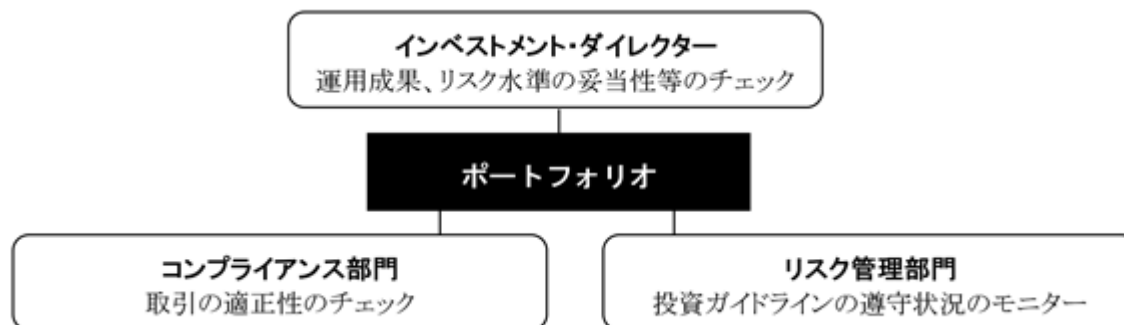 インベストメント・ダイレクター
運用成果、リスク水準の妥当性等のチェック
ポートフォリオ
コンプライアンス部門
取引の適正性のチェック
リスク管理部門
投資ガイドラインの遵守状況のモニター